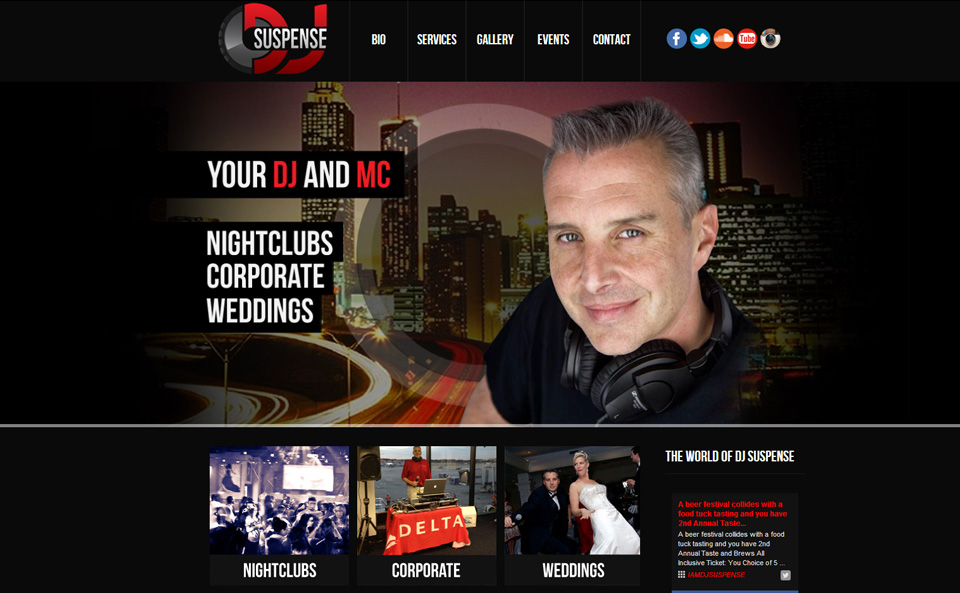 DJ
SUSPENSE
BIO
SERVICES
GALLERY
EVENTS
CONTACT
You
Tube
YOUR DJ AND MC
NIGHTCLUBS
CORPORATE
WEDDINGS
DELTA
NIGHTCLUBS
CORPORATE
WEDDINGS
THE WORLD OF DJ SUSPENSE
A beer festival collides with a
food tuck tasting and you have
2nd Annual Taste...
A beer festival collides with a food
tuck tasting and you have 2nd
Annual Taste and Brews All
Inclusive Ticket: You Choice of 5 ...
IAMDJSUSPENSE